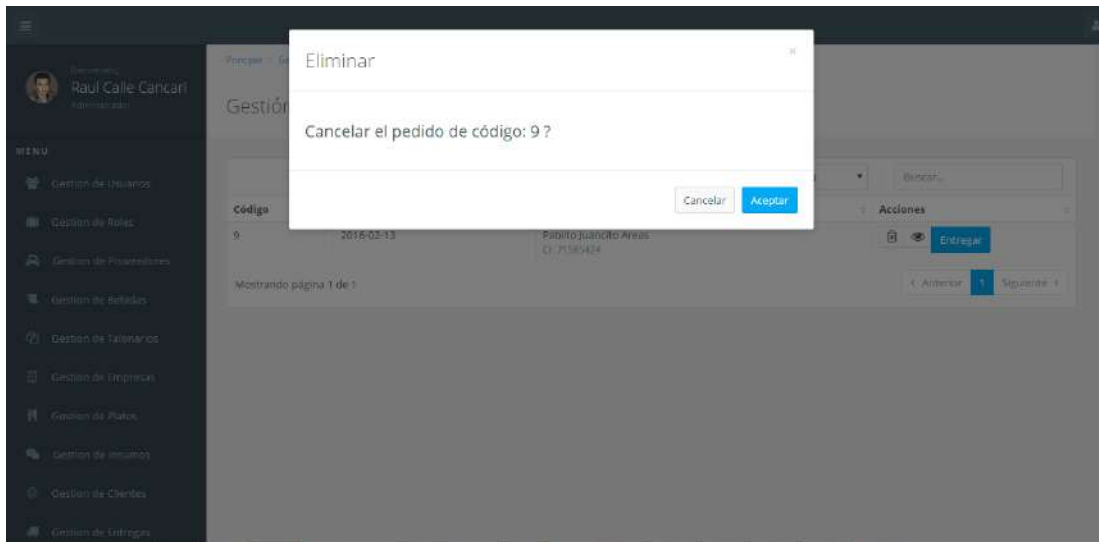 Eliminar
×
Cancelar el pedido de código: 9 ?
Cancelar
Aceptar
Raul Calle Cancari
Administrador
MENU
Gestion de Usuarios
Gestion de Roles
Gestion de Proveedores
Gestion de Bebidas
Gestion de Talonarios
Gestion de Empresas
Gestion de Platos
Gestion de Insumos
Gestion de Clientes
Gestion de Entregas
Gestión
Buscar...
Código
Acciones
9
2016-02-13
Pablito Juancito Areas
Entregar
Mostrando página 1 de 1
Anterior
1
Siguiente